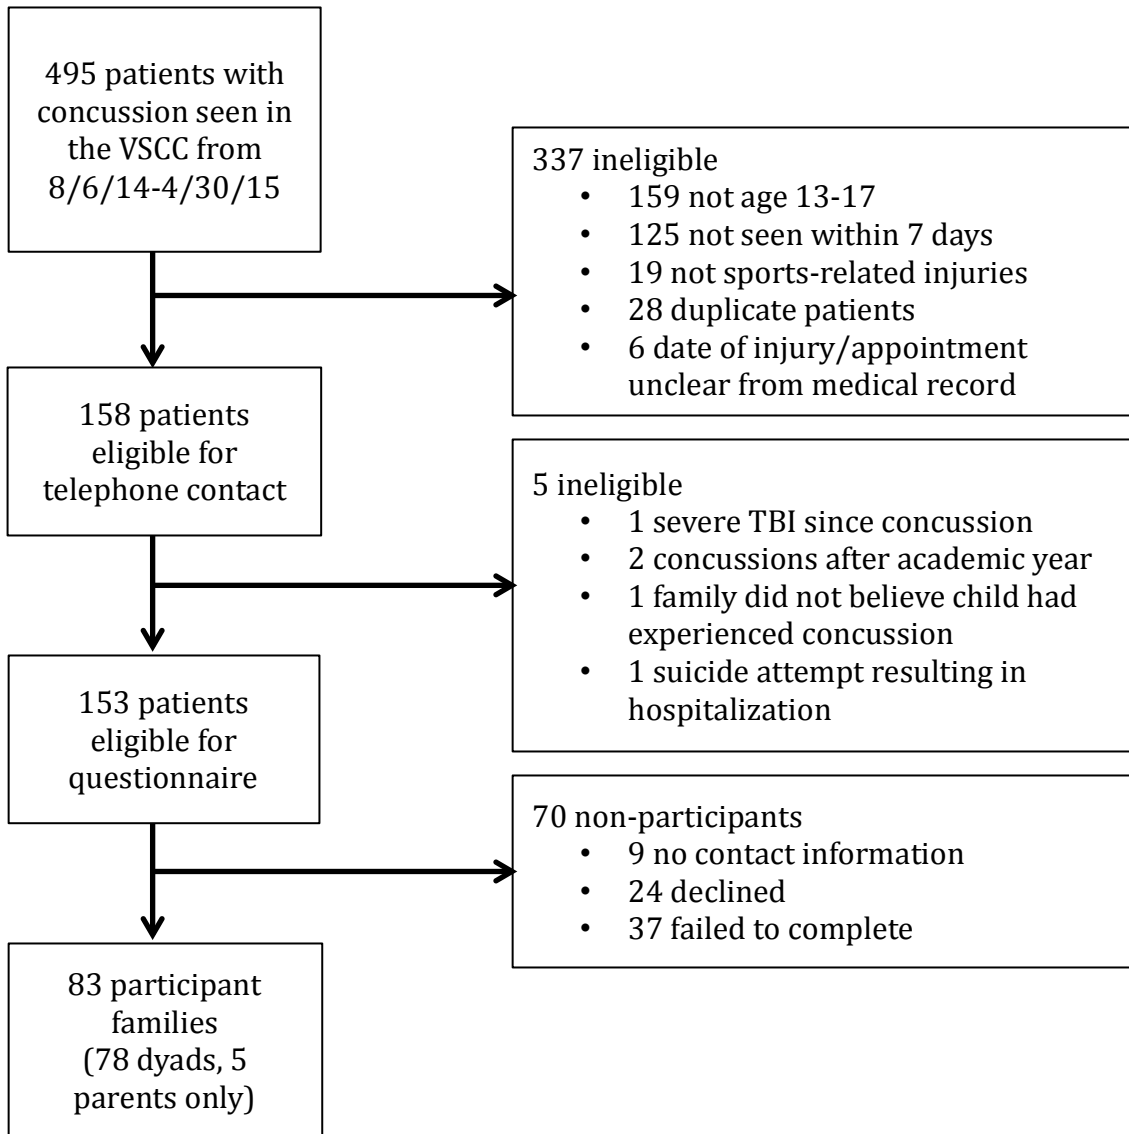 495 patients with
concussion seen in
the VSCC from
8/6/14-4/30/15
337 ineligible
• 159 not age 13-17
• 125 not seen within 7 days
• 19 not sports-related injuries
• 28 duplicate patients
• 6 date of injury/appointment
unclear from medical record
158 patients
eligible for
telephone contact
5 ineligible
• 1 severe TBI since concussion
• 2 concussions after academic year
• 1 family did not believe child had
experienced concussion
• 1 suicide attempt resulting in
hospitalization
153 patients
eligible for
questionnaire
70 non-participants
• 9 no contact information
• 24 declined
• 37 failed to complete
83 participant
families
(78 dyads, 5
parents only)